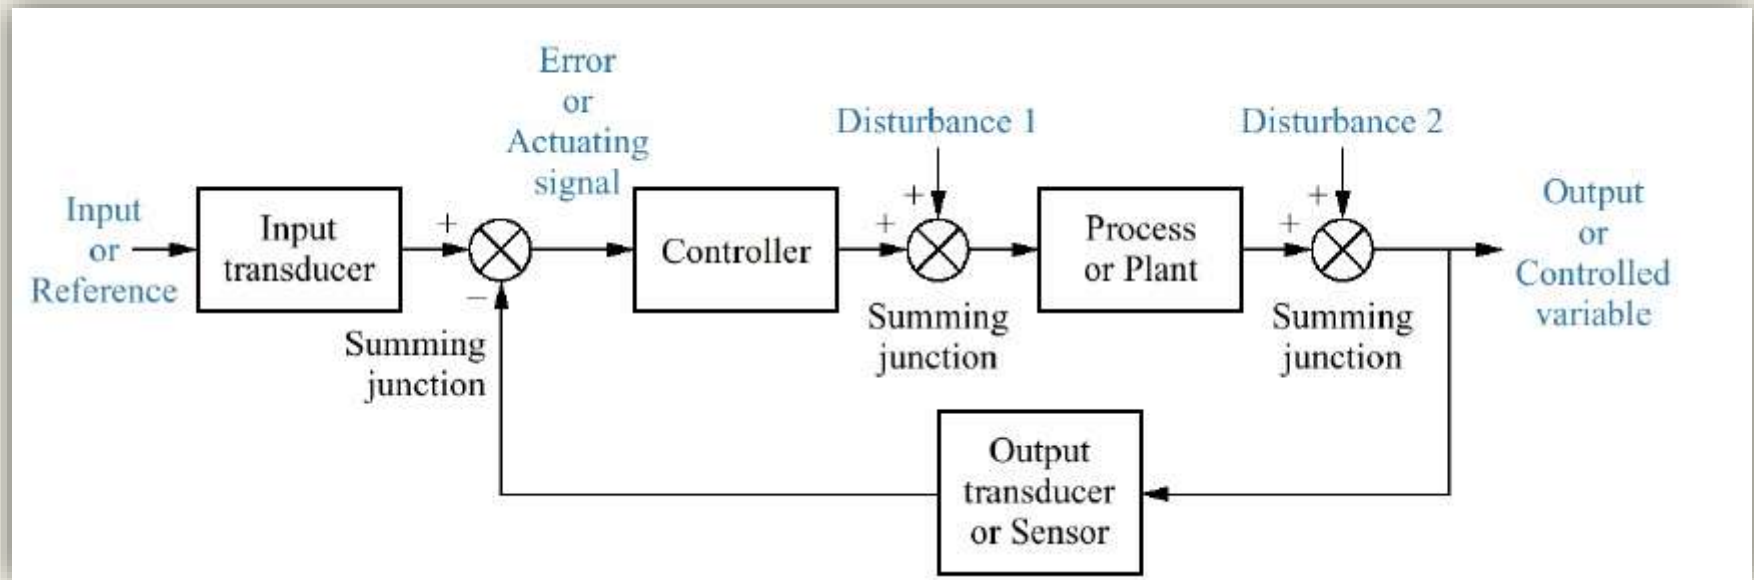 Error
or
Actuating
signal
Disturbance 1
Disturbance 2
Input
or
Reference
Input
transducer
+
−
Summing
junction
Controller
+
+
Summing
junction
Process
or Plant
+
+
Summing
junction
Output
or
Controlled
variable
Output
transducer
or Sensor